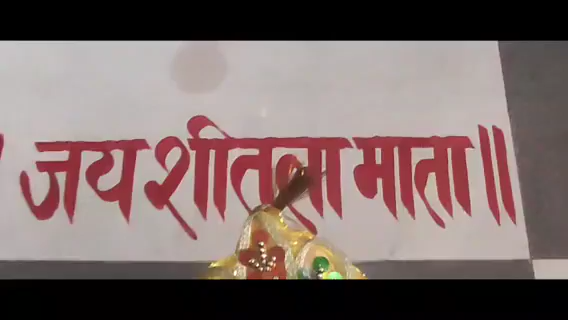 । जय शीतला माता ॥